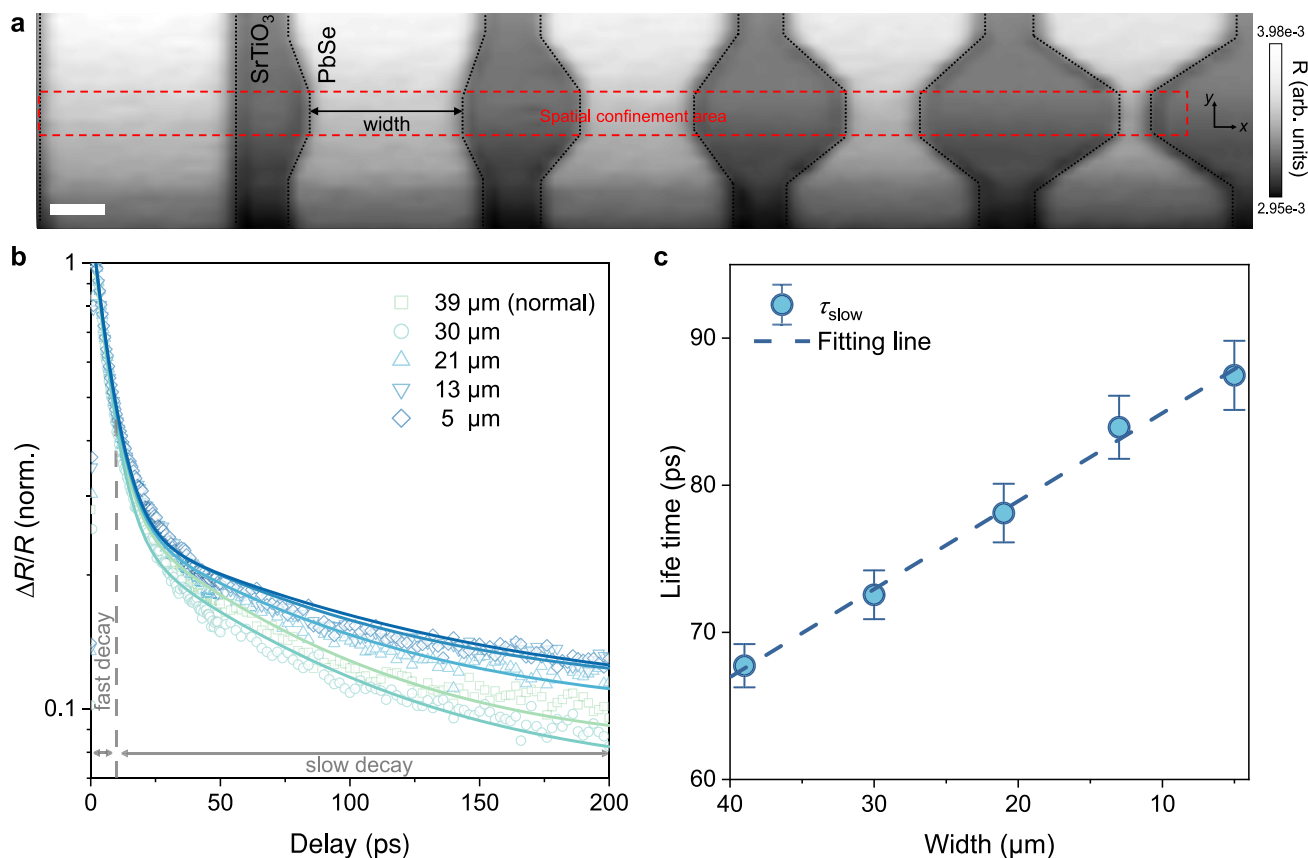 a
SrTiO₃
PbSe
width
Spatial confinement area
y
x
3.98e-3
R (arb. units)
2.95e-3
b
1
0.1
ΔR/R (norm.)
39 µm (normal)
30 µm
21 µm
13 µm
5 µm
fast decay
slow decay
0
50
100
150
200
Delay (ps)
c
τslow
Fitting line
90
80
70
60
Life time (ps)
40
30
20
10
Width (µm)